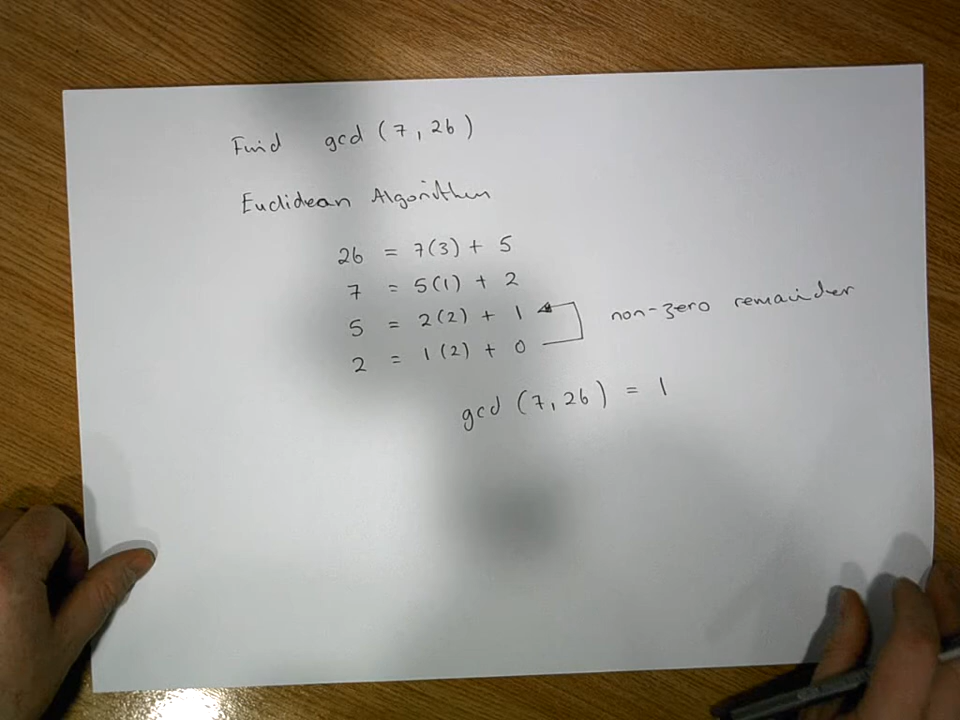 Find gcd (7, 26)
Euclidean Algorithm
26 = 7(3) + 5
7 = 5(1) + 2
5 = 2(2) + 1 non-zero remainder
2 = 1(2) + 0
gcd (7, 26) = 1